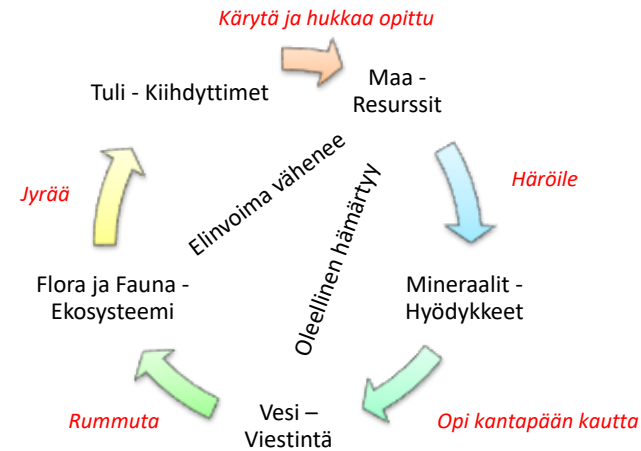 Kärytä ja hukkaa opittu
Tuli - Kiihdyttimet
Maa -
Resurssit
Jyrää
Elinvoima vähenee
Oleellinen hämärtyy
Häröile
Flora ja Fauna -
Ekosysteemi
Mineraalit -
Hyödykkeet
Rummuta
Vesi –
Viestintä
Opi kantapään kautta